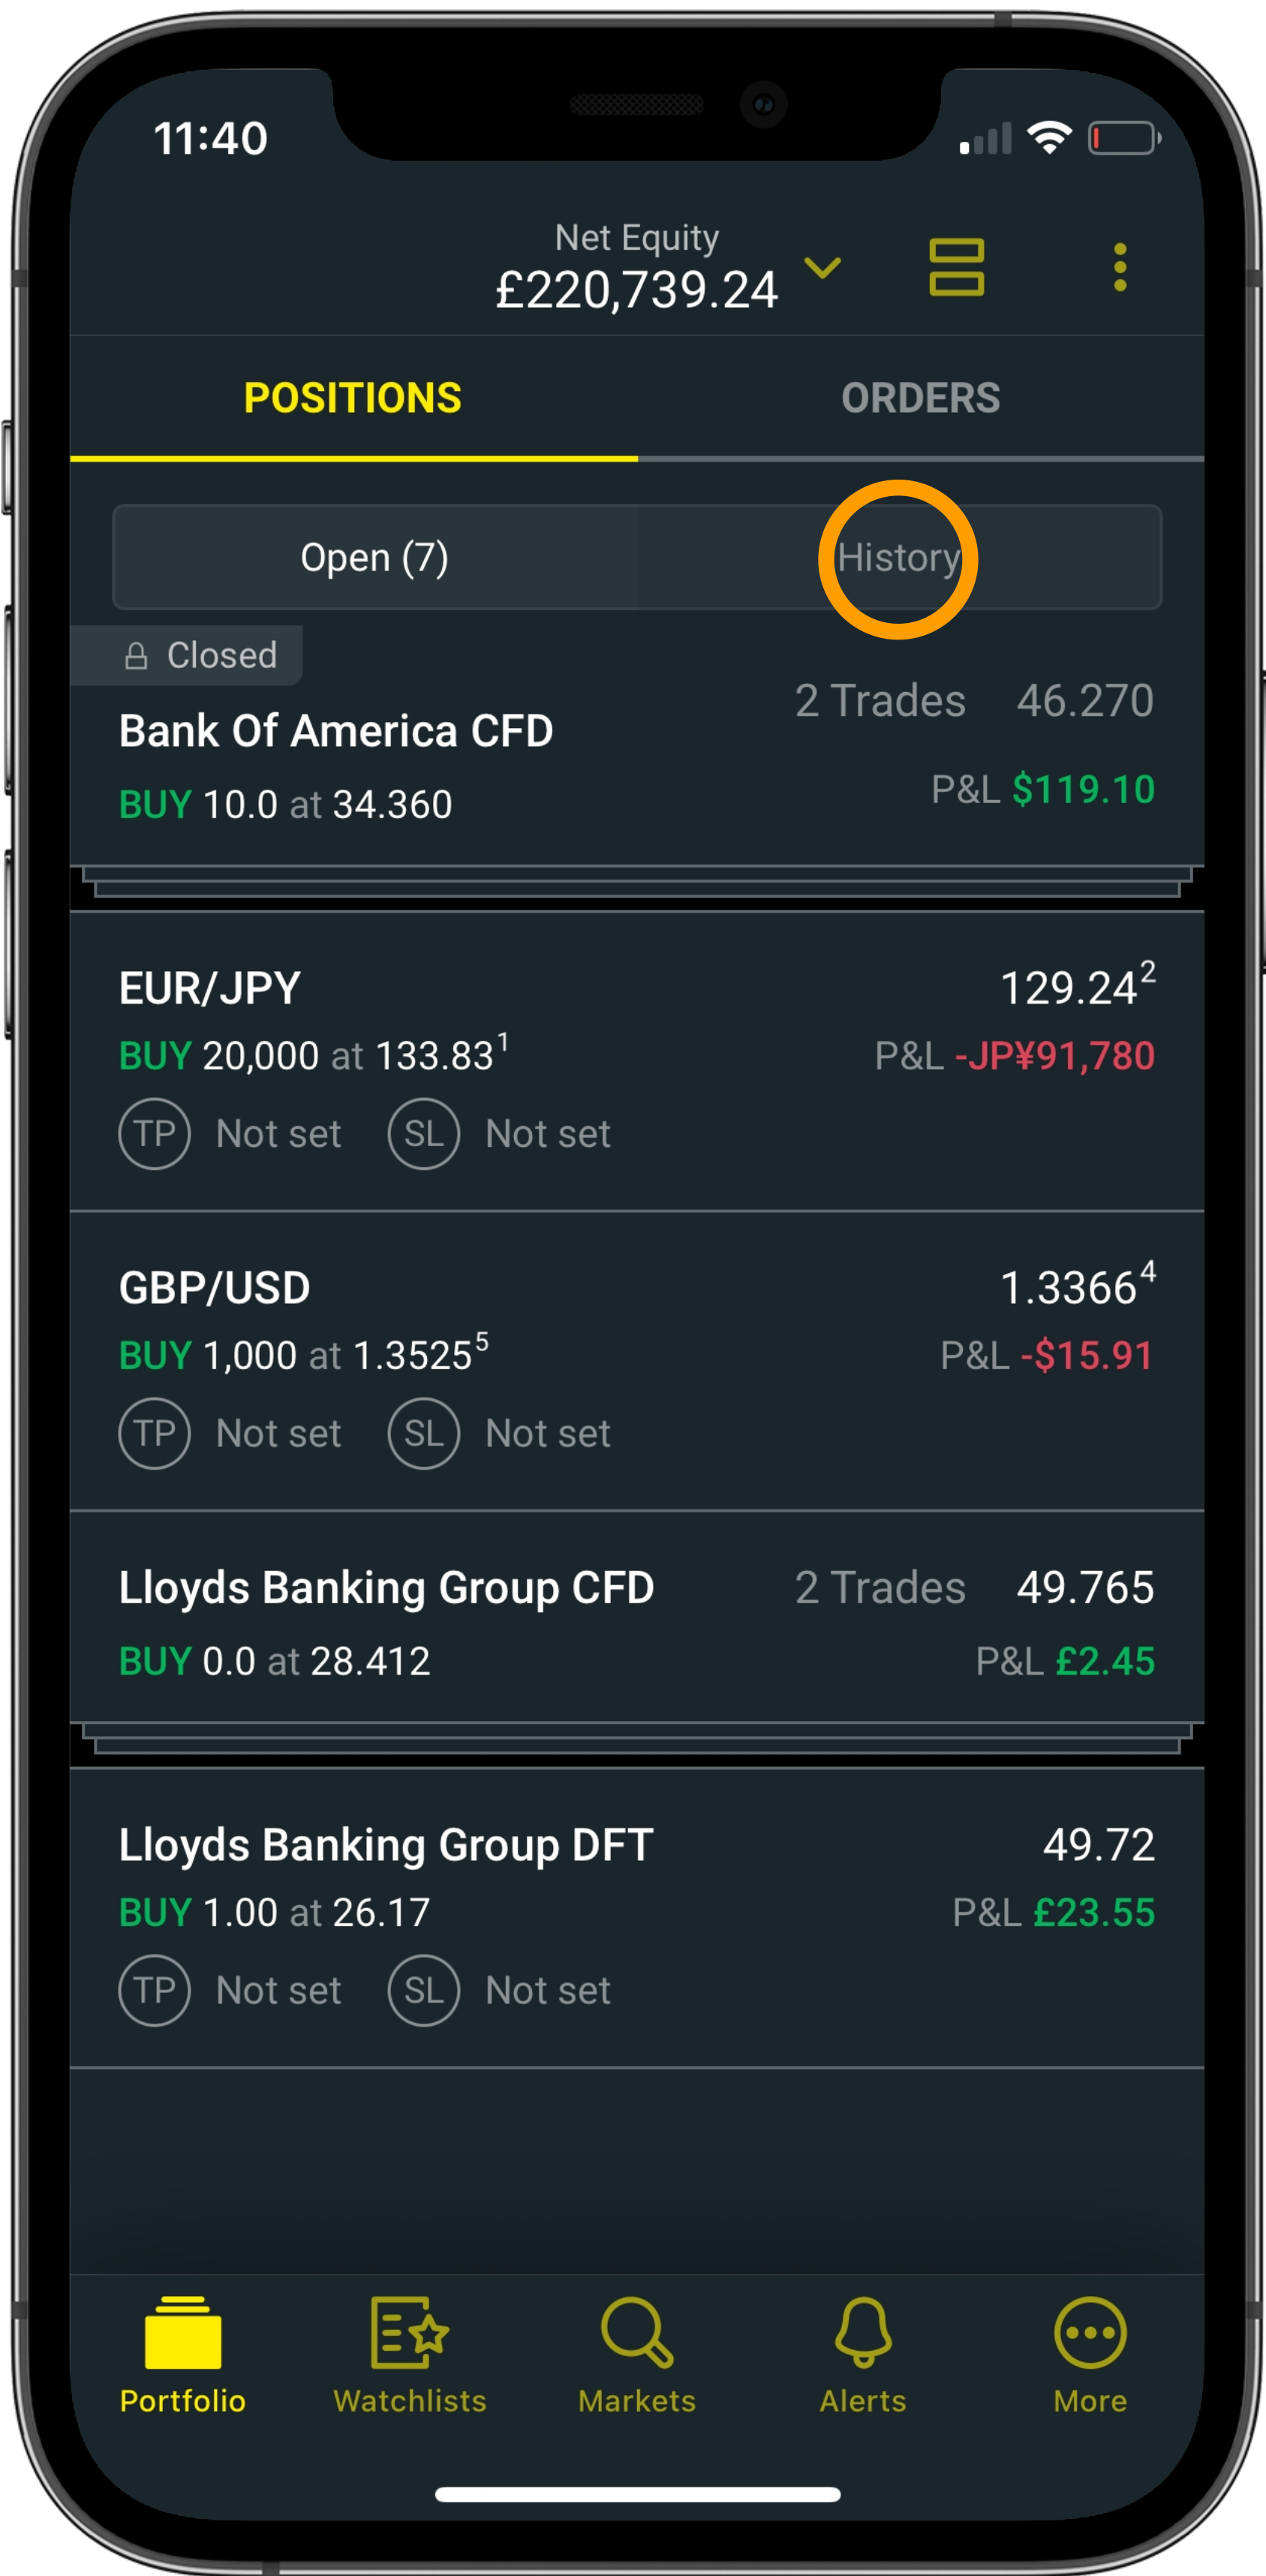 11:40
Net Equity
£220,739.24
POSITIONS ORDERS
Open (7) History
Closed
2 Trades 46.270
Bank Of America CFD
P&L $119.10
BUY 10.0 at 34.360
EUR/JPY 129.24²
BUY 20,000 at 133.83¹ P&L -JP¥91,780
TP Not set SL Not set
GBP/USD 1.3366⁴
BUY 1,000 at 1.3525⁵ P&L -$15.91
TP Not set SL Not set
Lloyds Banking Group CFD 2 Trades 49.765
BUY 0.0 at 28.412 P&L £2.45
Lloyds Banking Group DFT 49.72
BUY 1.00 at 26.17 P&L £23.55
TP Not set SL Not set
Portfolio Watchlists Markets Alerts More